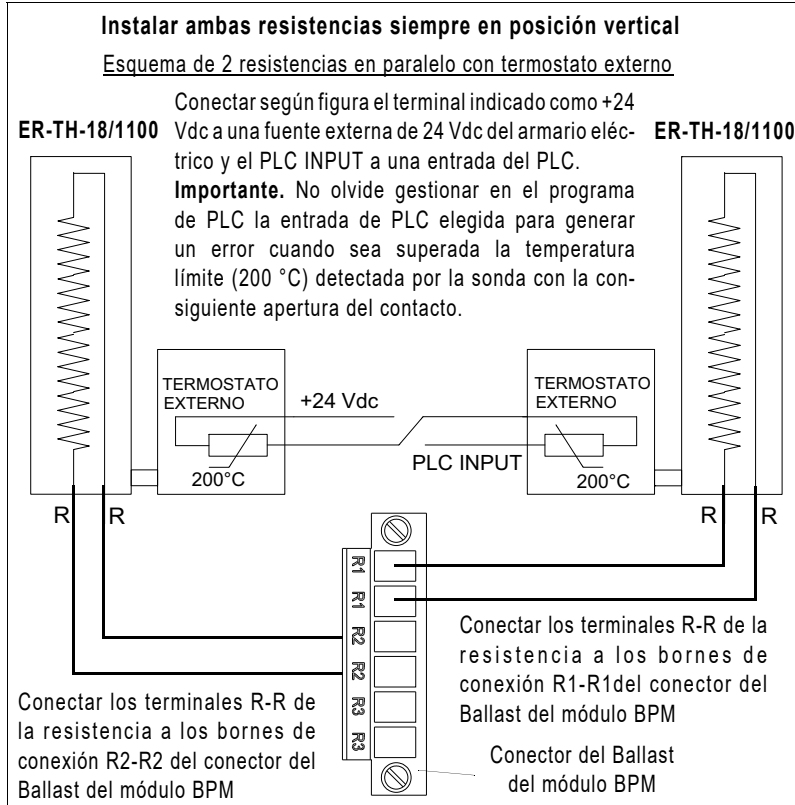 Instalar ambas resistencias siempre en posición vertical
Esquema de 2 resistencias en paralelo con termostato externo
ER-TH-18/1100
Conectar según figura el terminal indicado como +24
Vdc a una fuente externa de 24 Vdc del armario eléc-
trico y el PLC INPUT a una entrada del PLC.
Importante. No olvide gestionar en el programa
de PLC la entrada de PLC elegida para generar
un error cuando sea superada la temperatura
límite (200 °C) detectada por la sonda con la con-
siguiente apertura del contacto.
ER-TH-18/1100
TERMOSTATO
EXTERNO
200°C
+24 Vdc
PLC INPUT
TERMOSTATO
EXTERNO
200°C
R
R
R
R
R1
R1
R2
R2
R3
R3
Conectar los terminales R-R de la
resistencia a los bornes de
conexión R1-R1del conector del
Ballast del módulo BPM
Conectar los terminales R-R de
la resistencia a los bornes de
conexión R2-R2 del conector del
Ballast del módulo BPM
Conector del Ballast
del módulo BPM